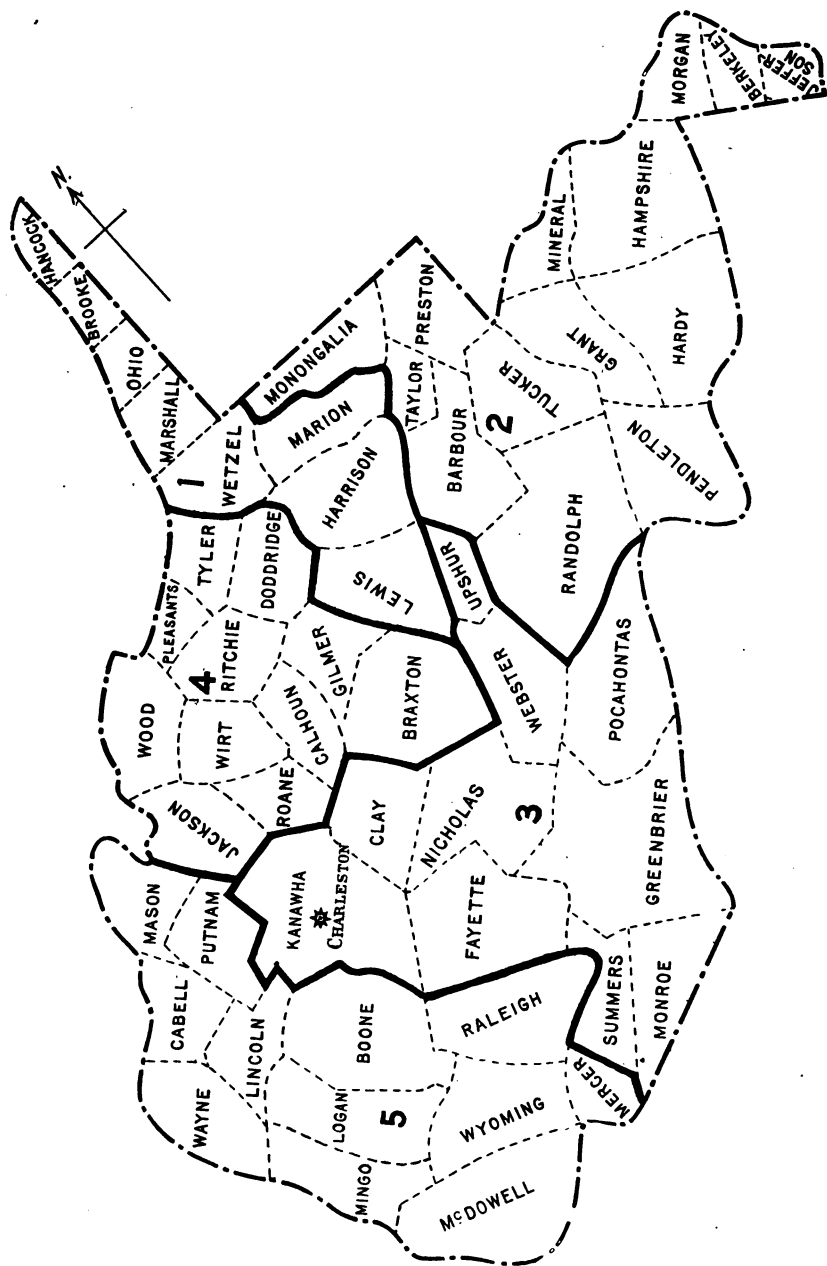 N.
HANCOCK
BROOKE
OHIO
MARSHALL
1
WETZEL
MONONGALIA
MARION
HARRISON
LEWIS
PRESTON
TAYLOR
BARBOUR
2
TUCKER
GRANT
MINERAL
HAMPSHIRE
MORGAN
BERKELEY
JEFFER-
SON
HARDY
PENDLETON
RANDOLPH
UPSHUR
WEBSTER
POCAHONTAS
TYLER
PLEASANTS
DODDRIDGE
RITCHIE
4
WOOD
WIRT
GILMER
CALHOUN
BRAXTON
ROANE
JACKSON
CLAY
NICHOLAS
3
GREENBRIER
KANAWHA
CHARLESTON
FAYETTE
SUMMERS
MONROE
MASON
PUTNAM
CABELL
LINCOLN
WAYNE
BOONE
RALEIGH
LOGAN
5
MINGO
WYOMING
MERCER
McDOWELL